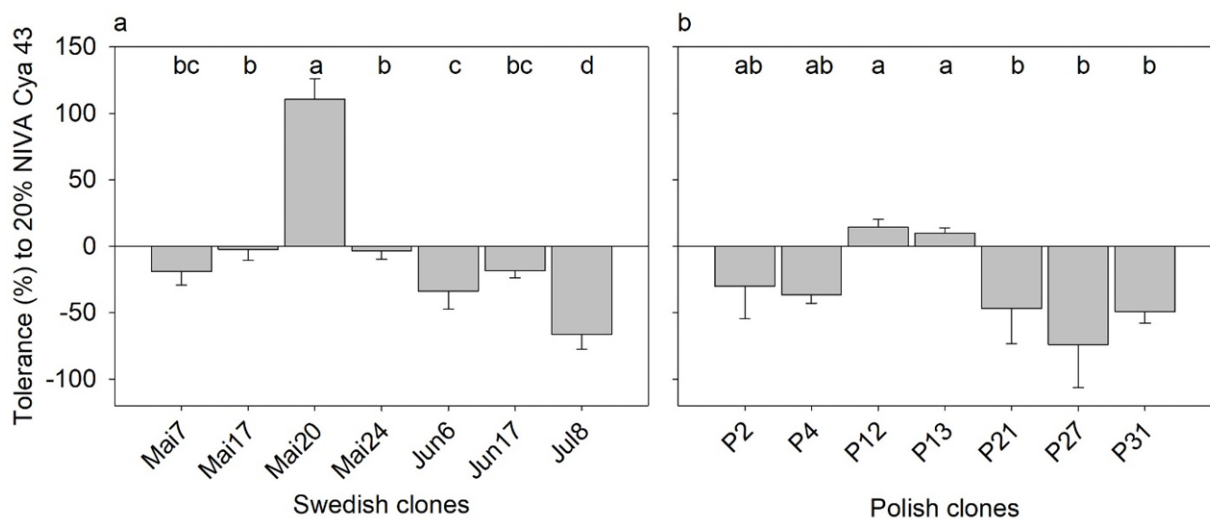 a
b
Tolerance (%) to 20% NIVA Cya 43
150
100
50
0
-50
-100
bc b a b c bc d
ab ab a a b b b
Mai7 Mai17 Mai20 Mai24 Jun6 Jun17 Jul8
P2 P4 P12 P13 P21 P27 P31
Swedish clones
Polish clones